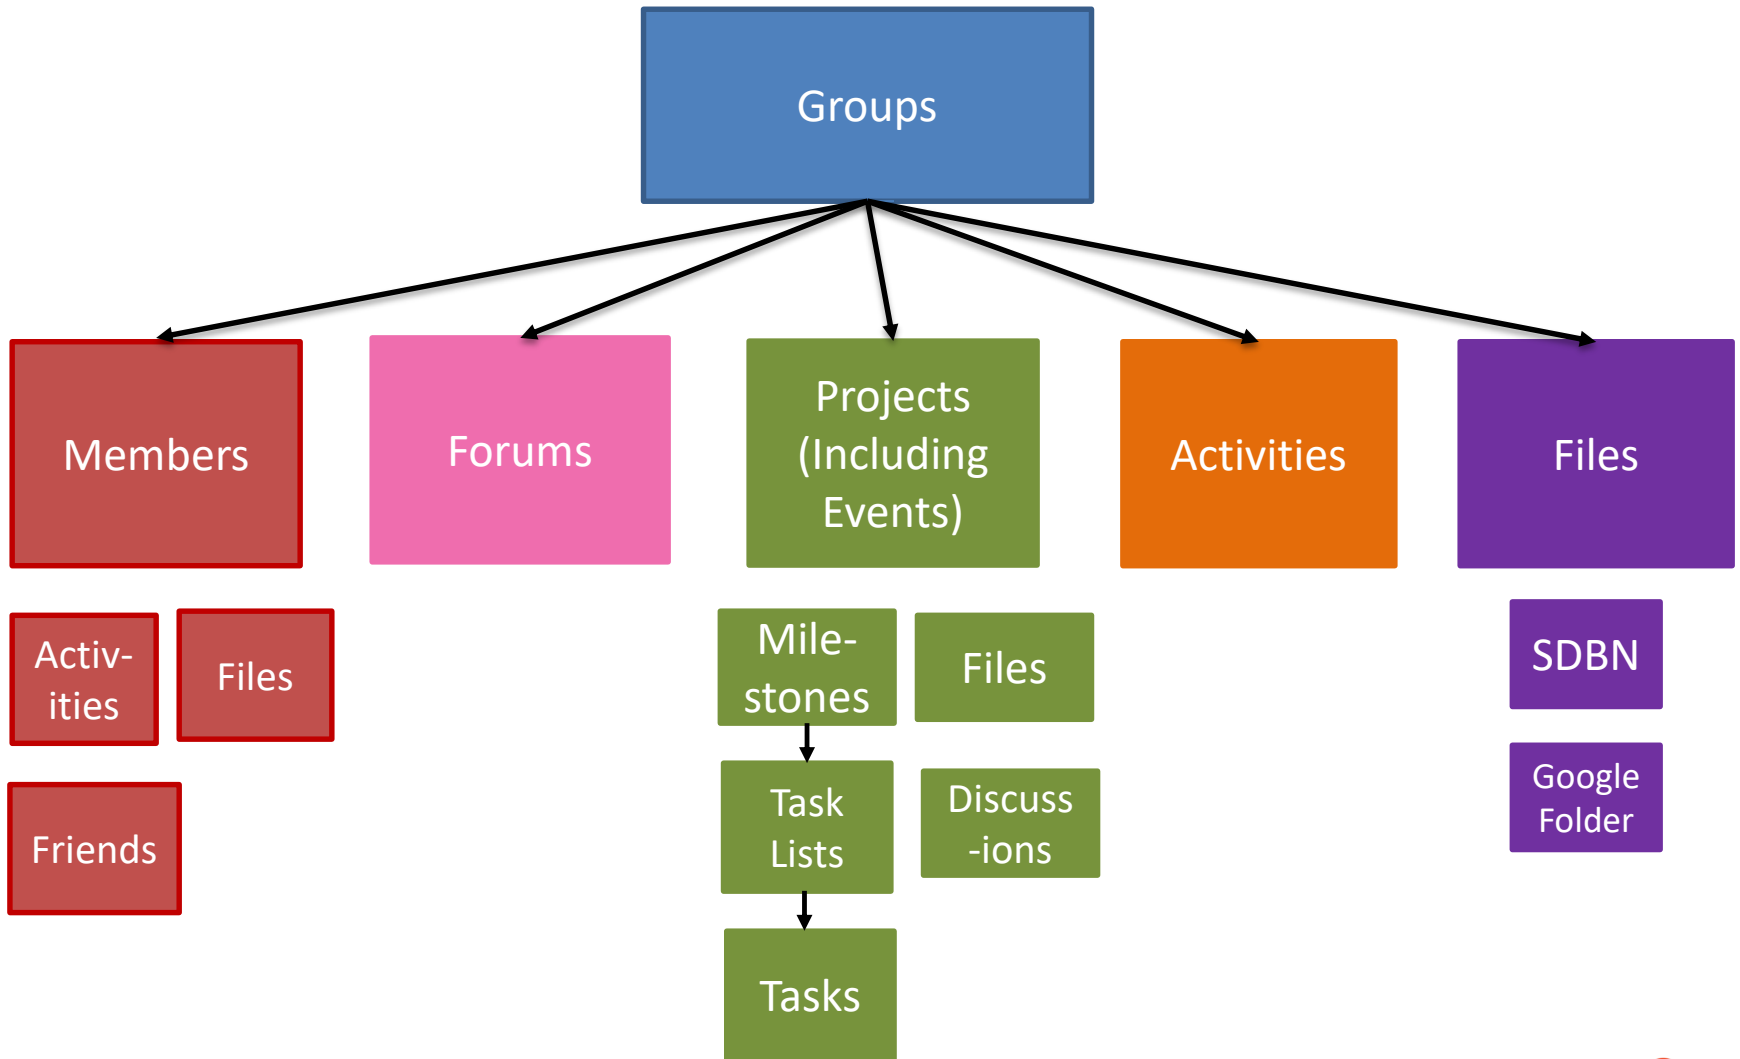 Groups
Members
Forums
Projects
(Including
Events)
Activities
Files
Activ-
ities
Files
Friends
Mile-
stones
Files
Task
Lists
Discuss
-ions
Tasks
SDBN
Google
Folder